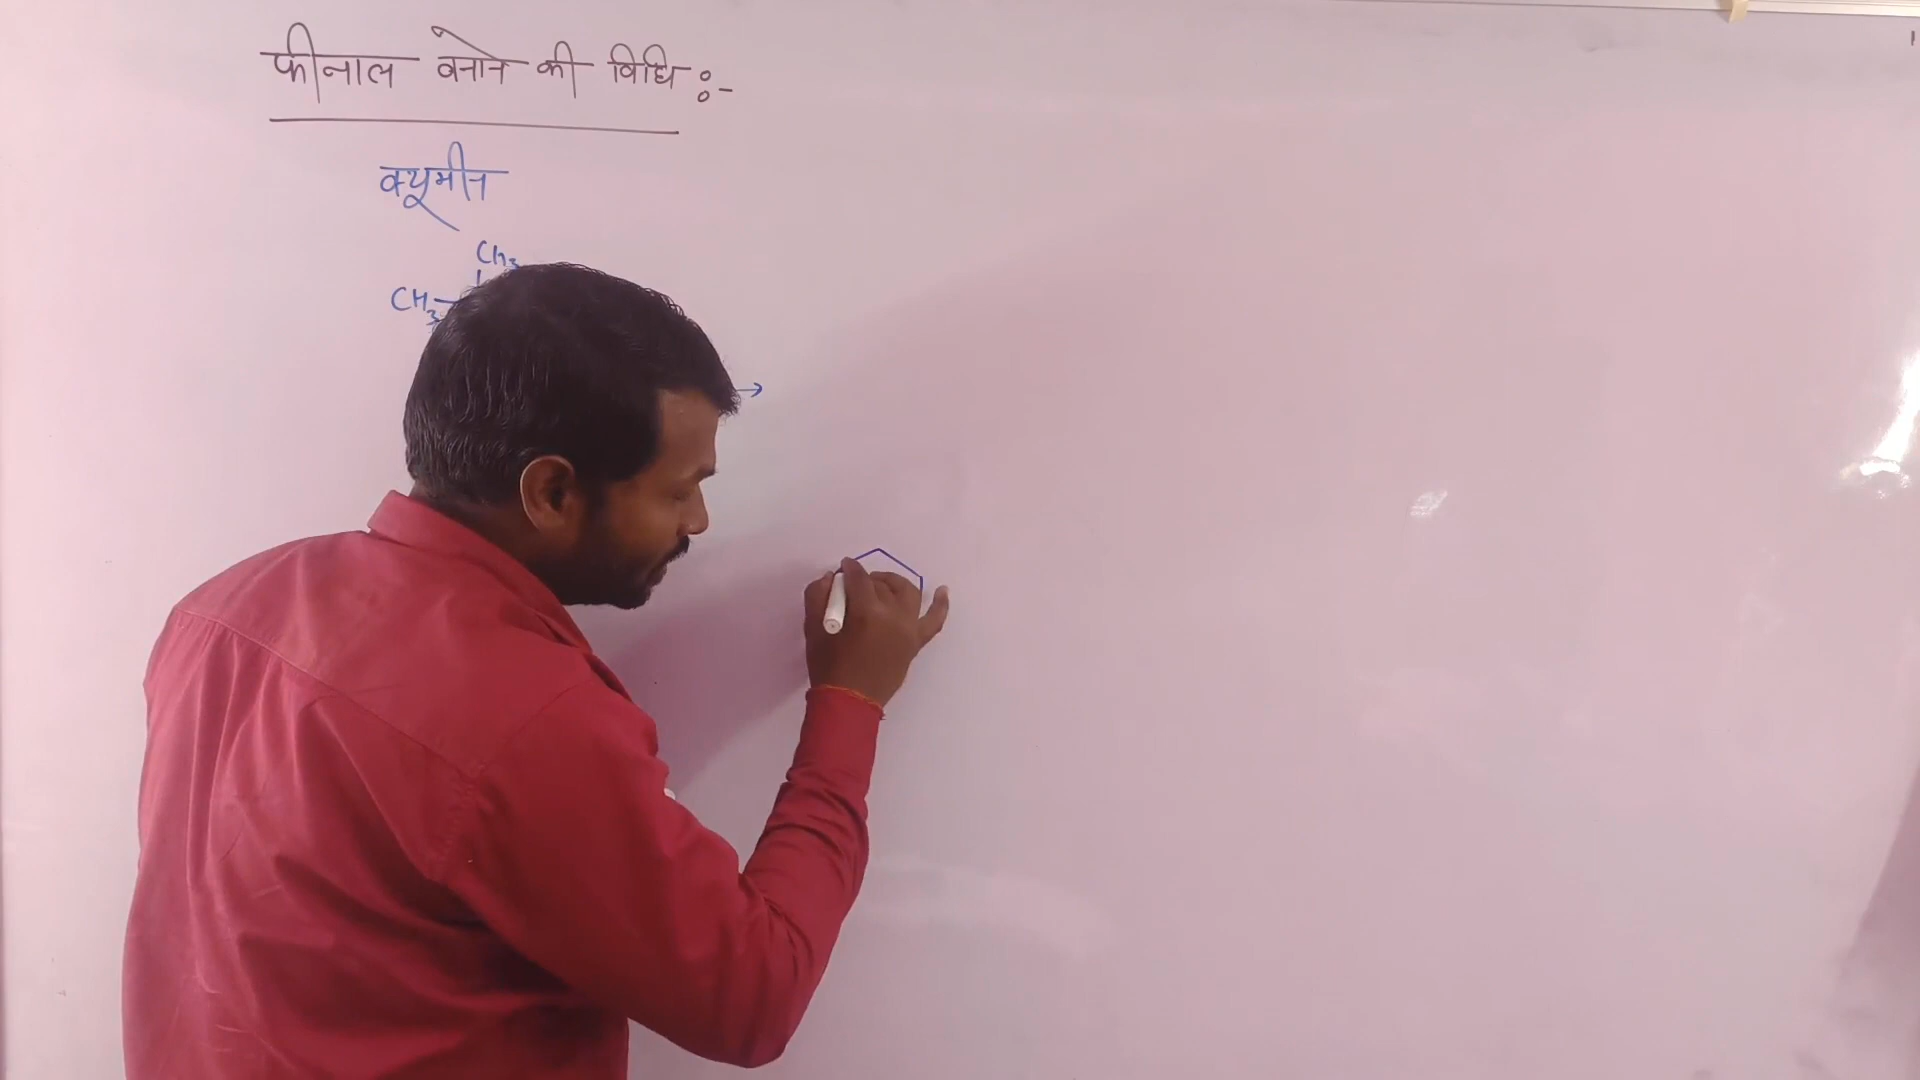 फीनाल बनाने की विधि :-
क्यूमीन
CH3
CH3-
→